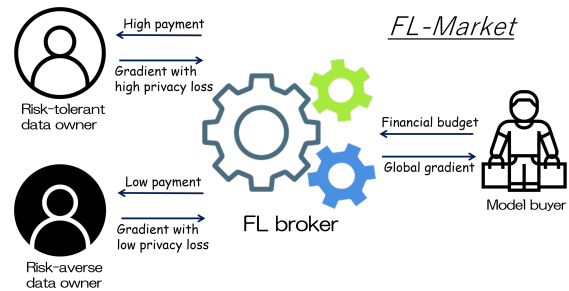 FL-Market
High payment
Gradient with
high privacy loss
Risk-tolerant
data owner
Financial budget
Global gradient
Low payment
Gradient with
low privacy loss
FL broker
Model buyer
Risk-averse
data owner